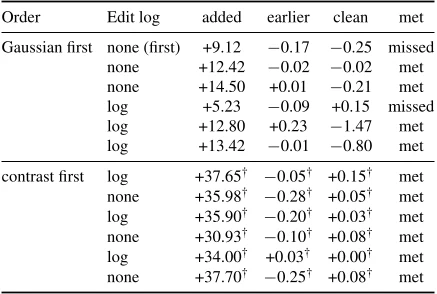 Order Edit log added earlier clean met
Gaussian first none (first) +9.12 −0.17 −0.25 missed
none +12.42 −0.02 −0.02 met
none +14.50 +0.01 −0.21 met
log +5.23 −0.09 +0.15 missed
log +12.80 +0.23 −1.47 met
log +13.42 −0.01 −0.80 met
contrast first log +37.65† −0.05† +0.15† met
none +35.98† −0.28† +0.05† met
log +35.90† −0.20† +0.03† met
none +30.93† −0.10† +0.08† met
log +34.00† +0.03† +0.00† met
none +37.70† −0.25† +0.08† met